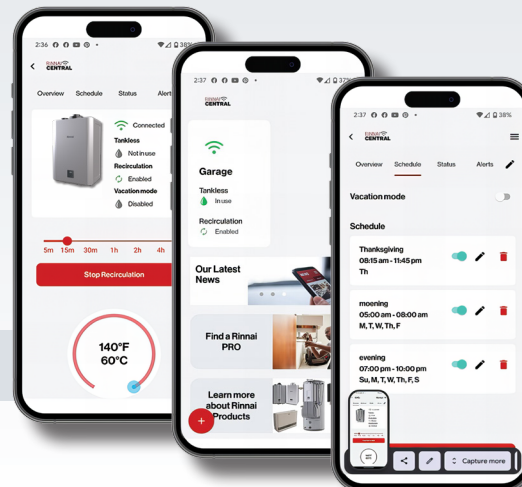 2:36
RINNAI
CENTRAL
Overview Schedule Status Alert
Connected
Tankless
Not in use
Recirculation
Enabled
Vacation mode
Disabled
5m 15m 30m 1h 2h 4h
Stop Recirculation
140°F
60°C
2:37 37%
RINNAI
CENTRAL
Garage
Tankless
In use
Recirculation
Enabled
Our Latest
News
Find a Rinnai
PRO
Learn more
about Rinnai
Products
+
2:37 38%
RINNAI
CENTRAL
Overview Schedule Status Alerts
Vacation mode
Schedule
Thanksgiving
08:15 am - 11:45 pm
Th
moening
05:00 am - 08:00 am
M, T, W, Th, F
evening
07:00 pm - 10:00 pm
Su, M, T, W, Th, F, S
Capture more